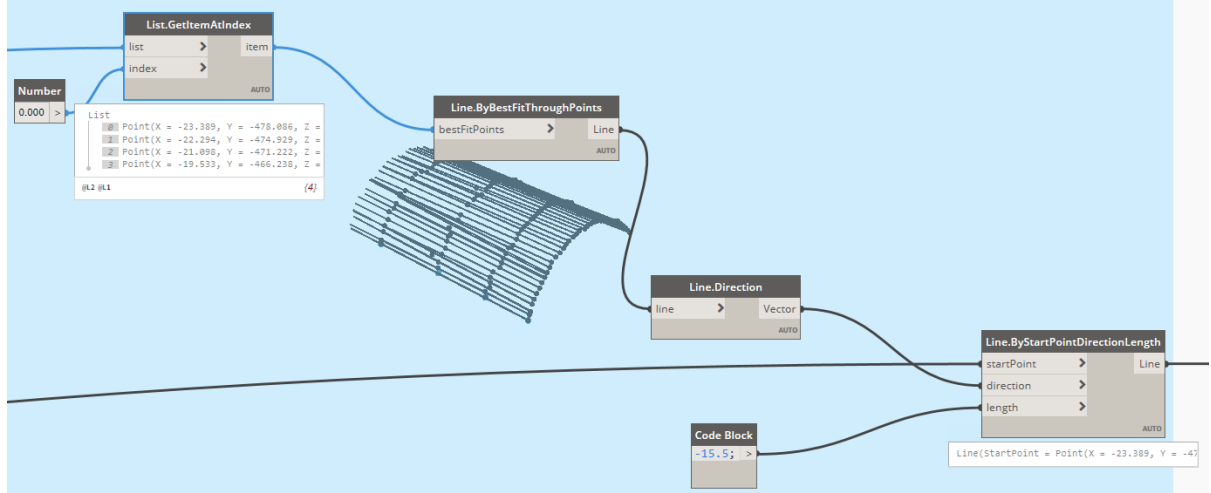 List.GetItemAtIndex
list > item
index >
AUTO
Number
0.000 >
List
0 Point(X = -23.389, Y = -478.086, Z =
1 Point(X = -22.294, Y = -474.929, Z =
2 Point(X = -21.098, Y = -471.222, Z =
3 Point(X = -19.533, Y = -466.238, Z =
@L2 @L1 {4}
Line.ByBestFitThroughPoints
bestFitPoints > Line
AUTO
Line.Direction
line > Vector
AUTO
Line.ByStartPointDirectionLength
startPoint > Line
direction >
length >
AUTO
Code Block
-15.5; >
Line(StartPoint = Point(X = -23.389, Y = -47